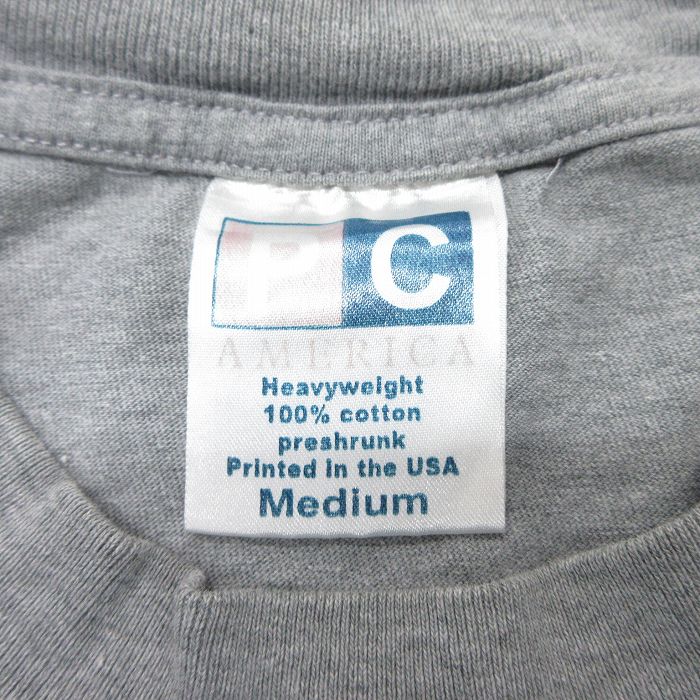 PC
AMERICA
Heavyweight
100% cotton
preshrunk
Printed in the USA
Medium